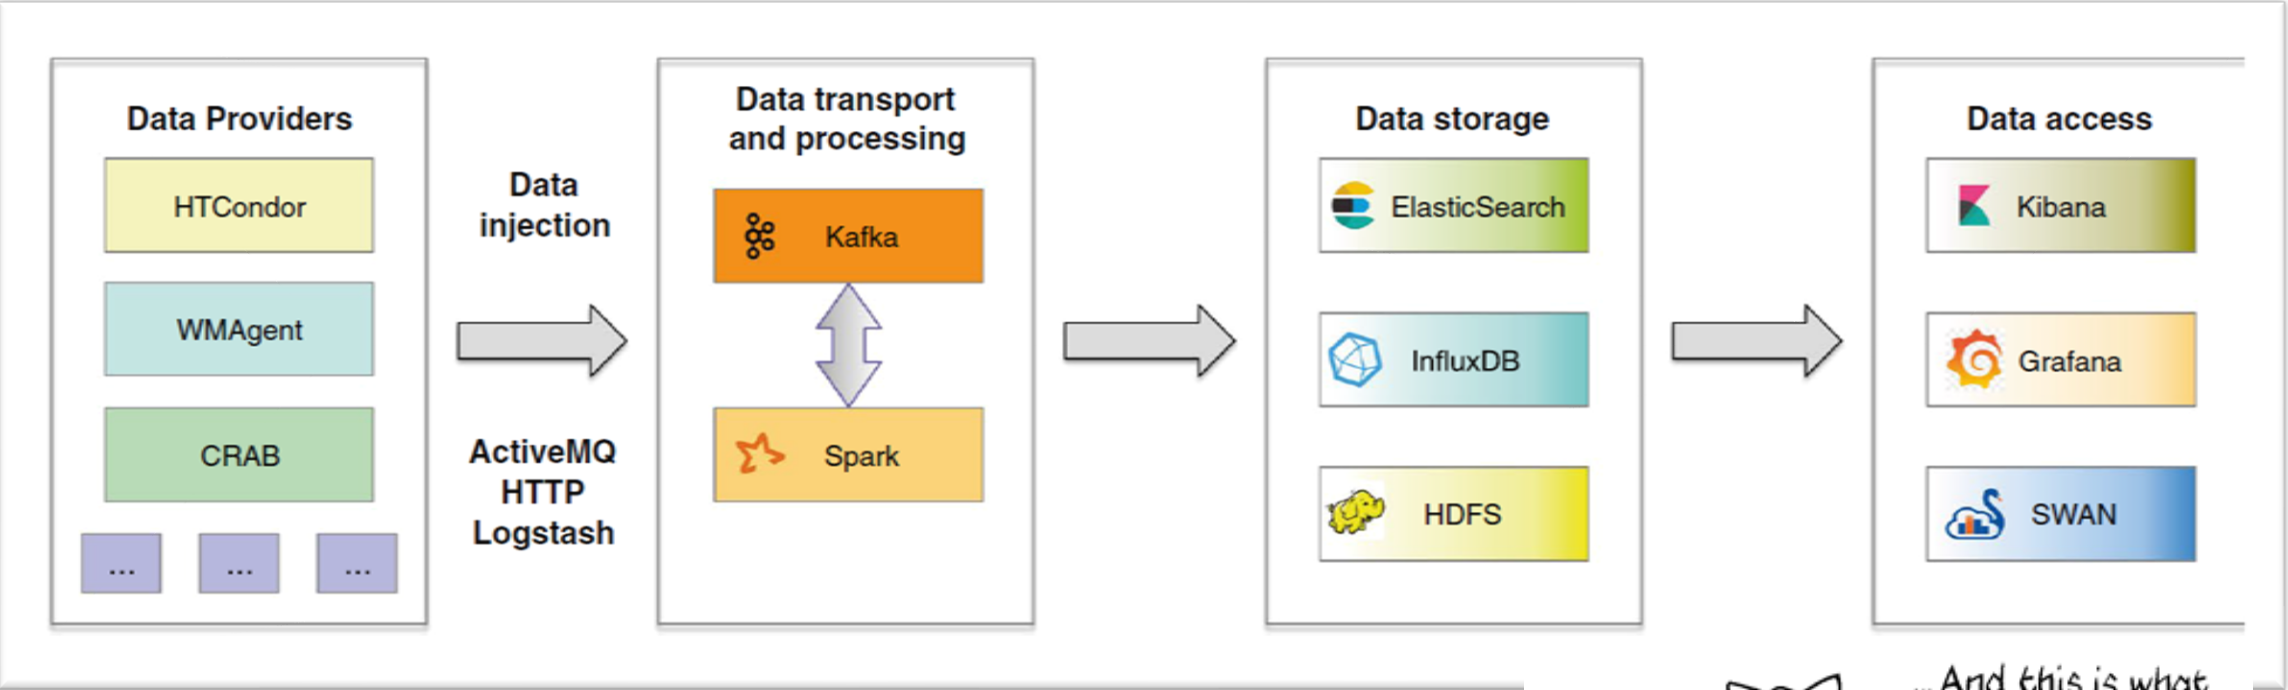 Data Providers
HTCondor
WMAgent
CRAB
...
...
...
Data
injection
ActiveMQ
HTTP
Logstash
Data transport
and processing
Kafka
Spark
Data storage
ElasticSearch
InfluxDB
HDFS
Data access
Kibana
Grafana
SWAN
...And this is what